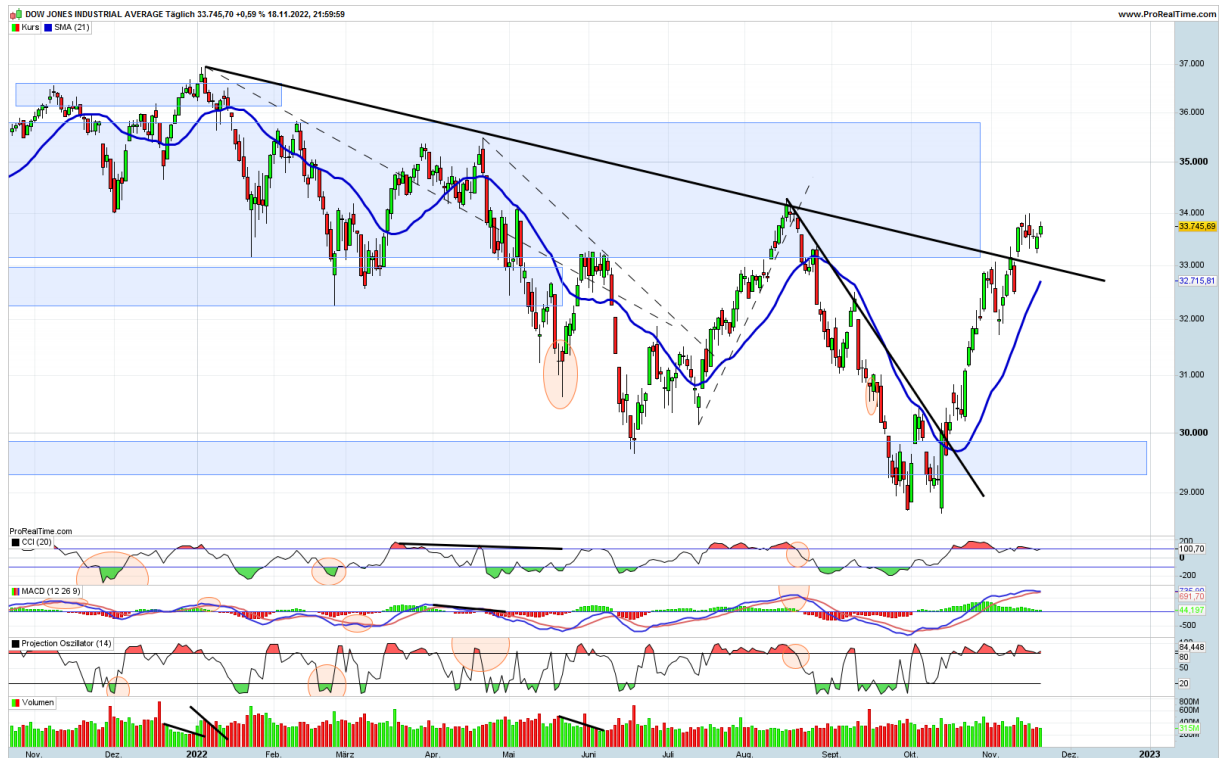 DOW JONES INDUSTRIAL AVERAGE Täglich 33.745,70 +0,59 % 18.11.2022, 21:59:59 www.ProRealTime.com
Kurs SMA (21)
37.000
36.000
35.000
34.000
33.745,69
33.000
32.715,81
32.000
31.000
30.000
29.000
ProRealTime.com
CCI (20)
200
100,70
0
-200
MACD (12 26 9)
691,70
44,197
-500
Projection Oszillator (14)
84,448
50
20
Volumen
800M
600M
400M
315M
Nov. Dez. 2022 Feb. März Apr. Mai Juni Juli Aug. Sept. Okt. Nov. Dez. 2023